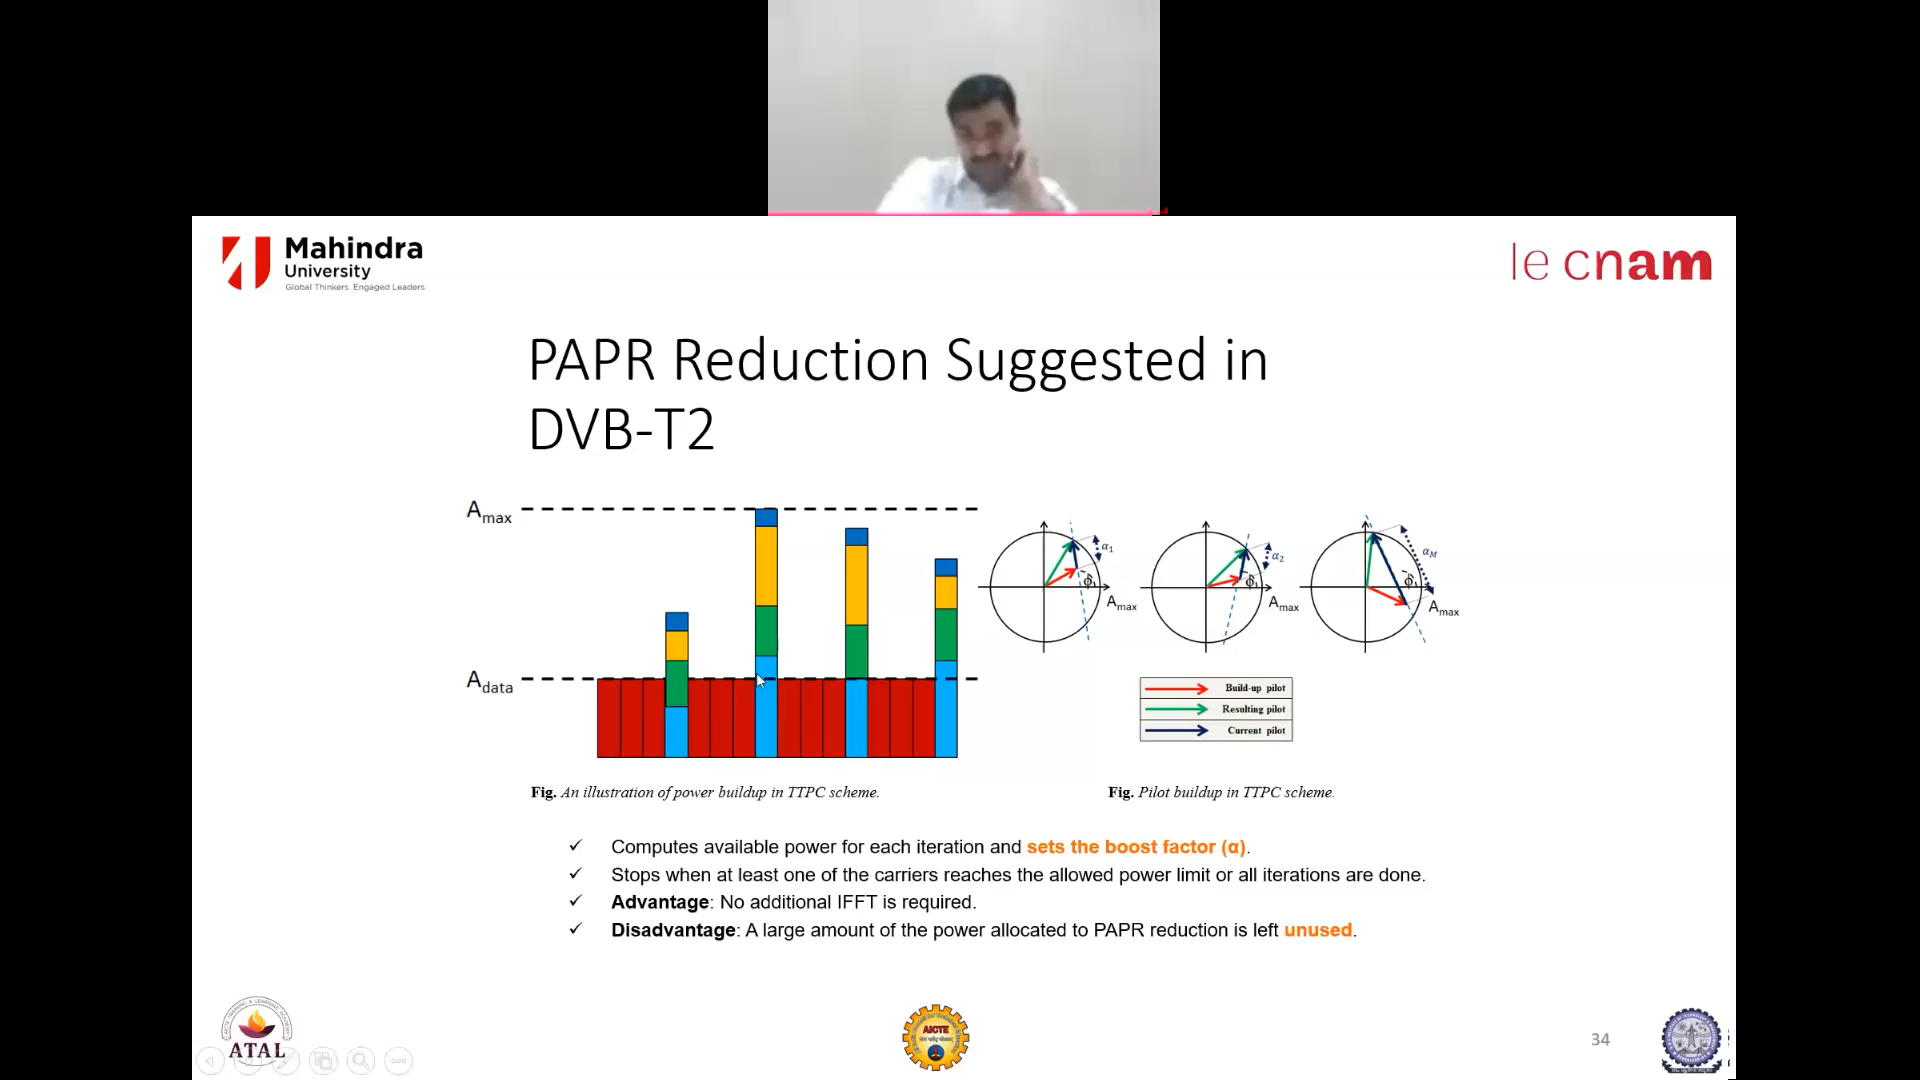 Mahindra
University
Global Thinkers. Engaged Leaders.
le cnam
PAPR Reduction Suggested in
DVB-T2
Amax
Adata
α1
ϕ
Amax
α2
ϕ
Amax
αM
ϕ
Amax
Build-up pilot
Resulting pilot
Current pilot
Fig. An illustration of power buildup in TTPC scheme.
Fig. Pilot buildup in TTPC scheme.
✓ Computes available power for each iteration and sets the boost factor (α).
✓ Stops when at least one of the carriers reaches the allowed power limit or all iterations are done.
✓ Advantage: No additional IFFT is required.
✓ Disadvantage: A large amount of the power allocated to PAPR reduction is left unused.
ATAL
AICTE
34